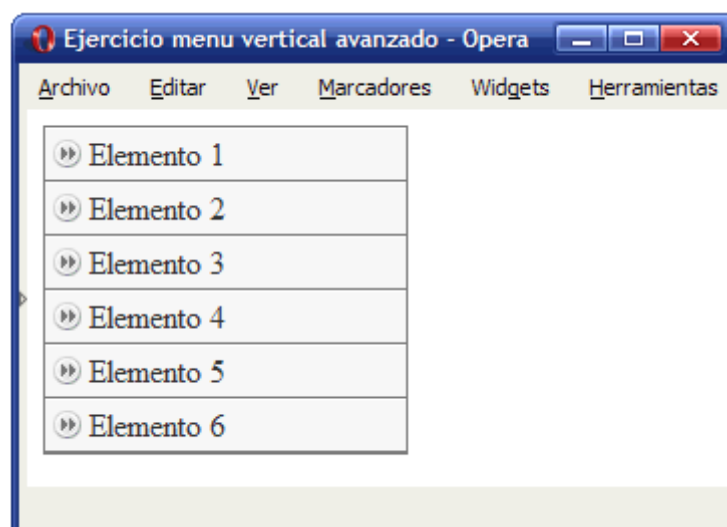 Ejercicio menu vertical avanzado - Opera
Archivo Editar Ver Marcadores Widgets Herramientas
Elemento 1
Elemento 2
Elemento 3
Elemento 4
Elemento 5
Elemento 6